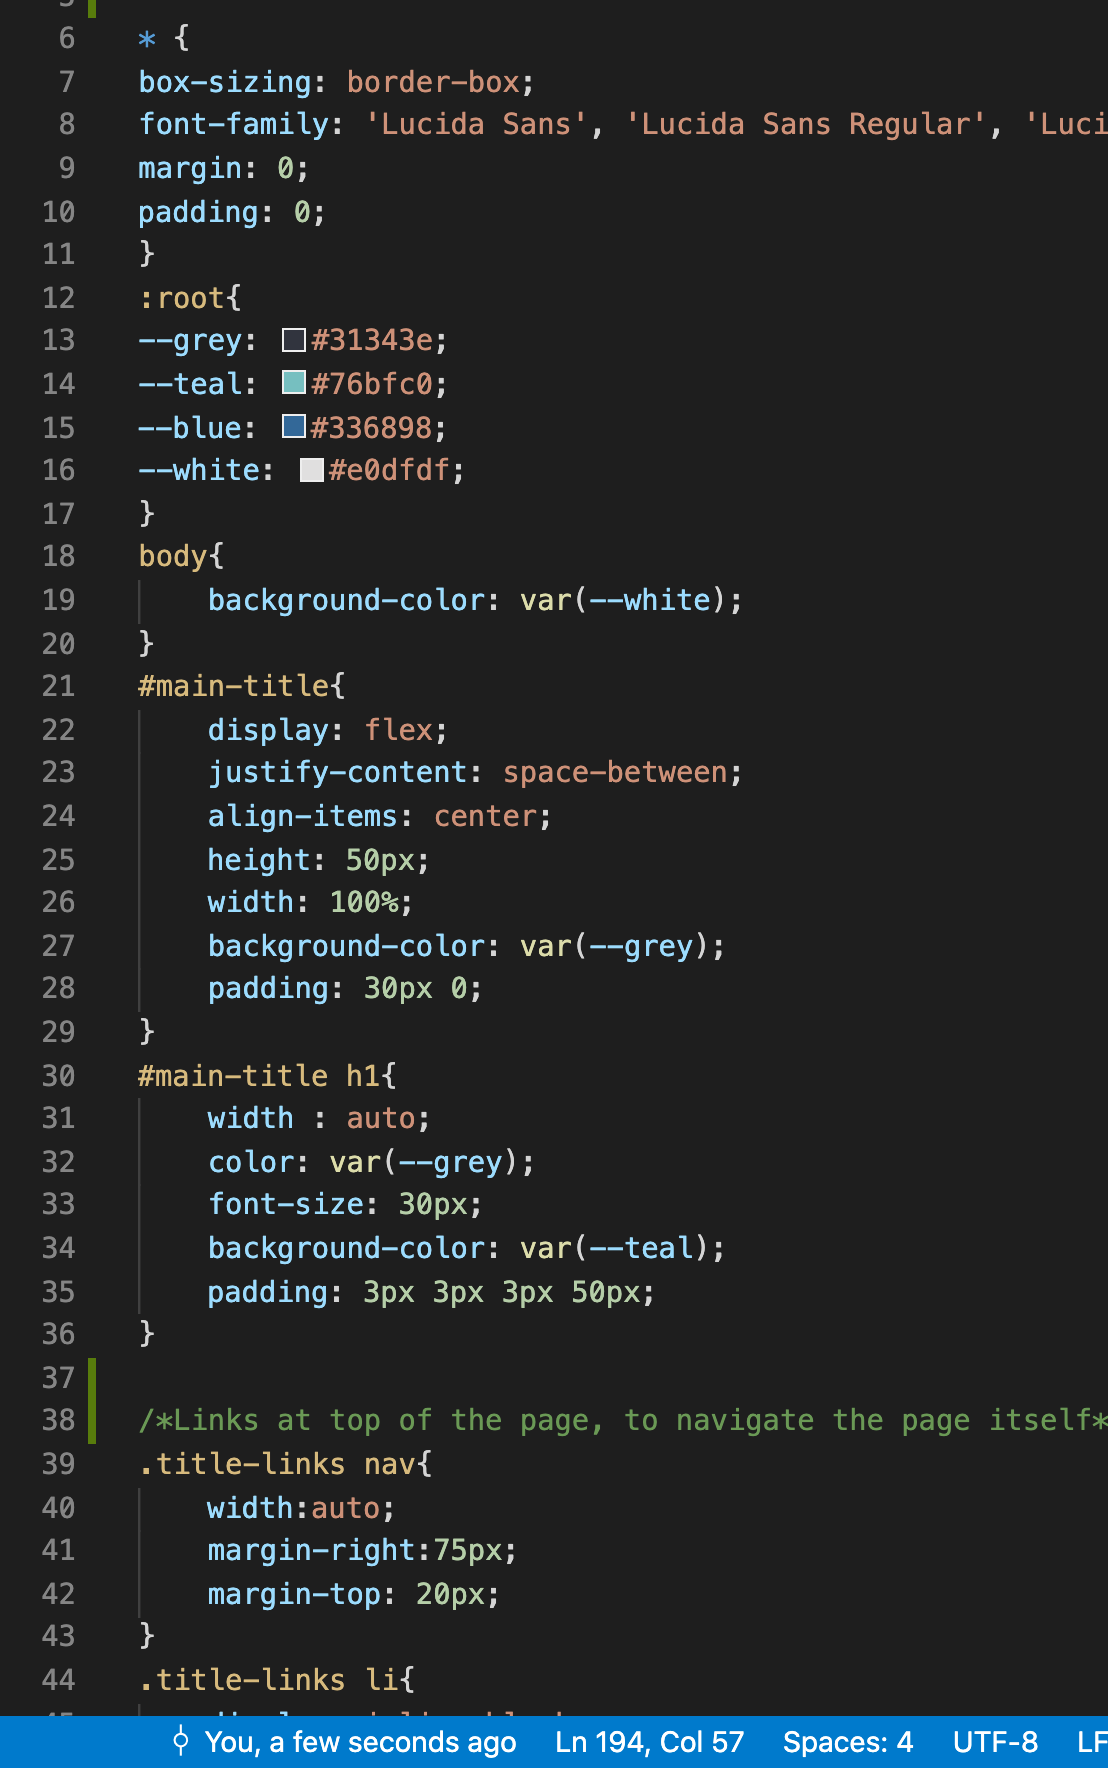 6 * {
7 box-sizing: border-box;
8 font-family: 'Lucida Sans', 'Lucida Sans Regular', 'Luci
9 margin: 0;
10 padding: 0;
11 }
12 :root{
13 --grey: #31343e;
14 --teal: #76bfc0;
15 --blue: #336898;
16 --white: #e0dfdf;
17 }
18 body{
19 background-color: var(--white);
20 }
21 #main-title{
22 display: flex;
23 justify-content: space-between;
24 align-items: center;
25 height: 50px;
26 width: 100%;
27 background-color: var(--grey);
28 padding: 30px 0;
29 }
30 #main-title h1{
31 width : auto;
32 color: var(--grey);
33 font-size: 30px;
34 background-color: var(--teal);
35 padding: 3px 3px 3px 50px;
36 }
37
38 /*Links at top of the page, to navigate the page itself*
39 .title-links nav{
40 width:auto;
41 margin-right:75px;
42 margin-top: 20px;
43 }
44 .title-links li{
You, a few seconds ago Ln 194, Col 57 Spaces: 4 UTF-8 LF